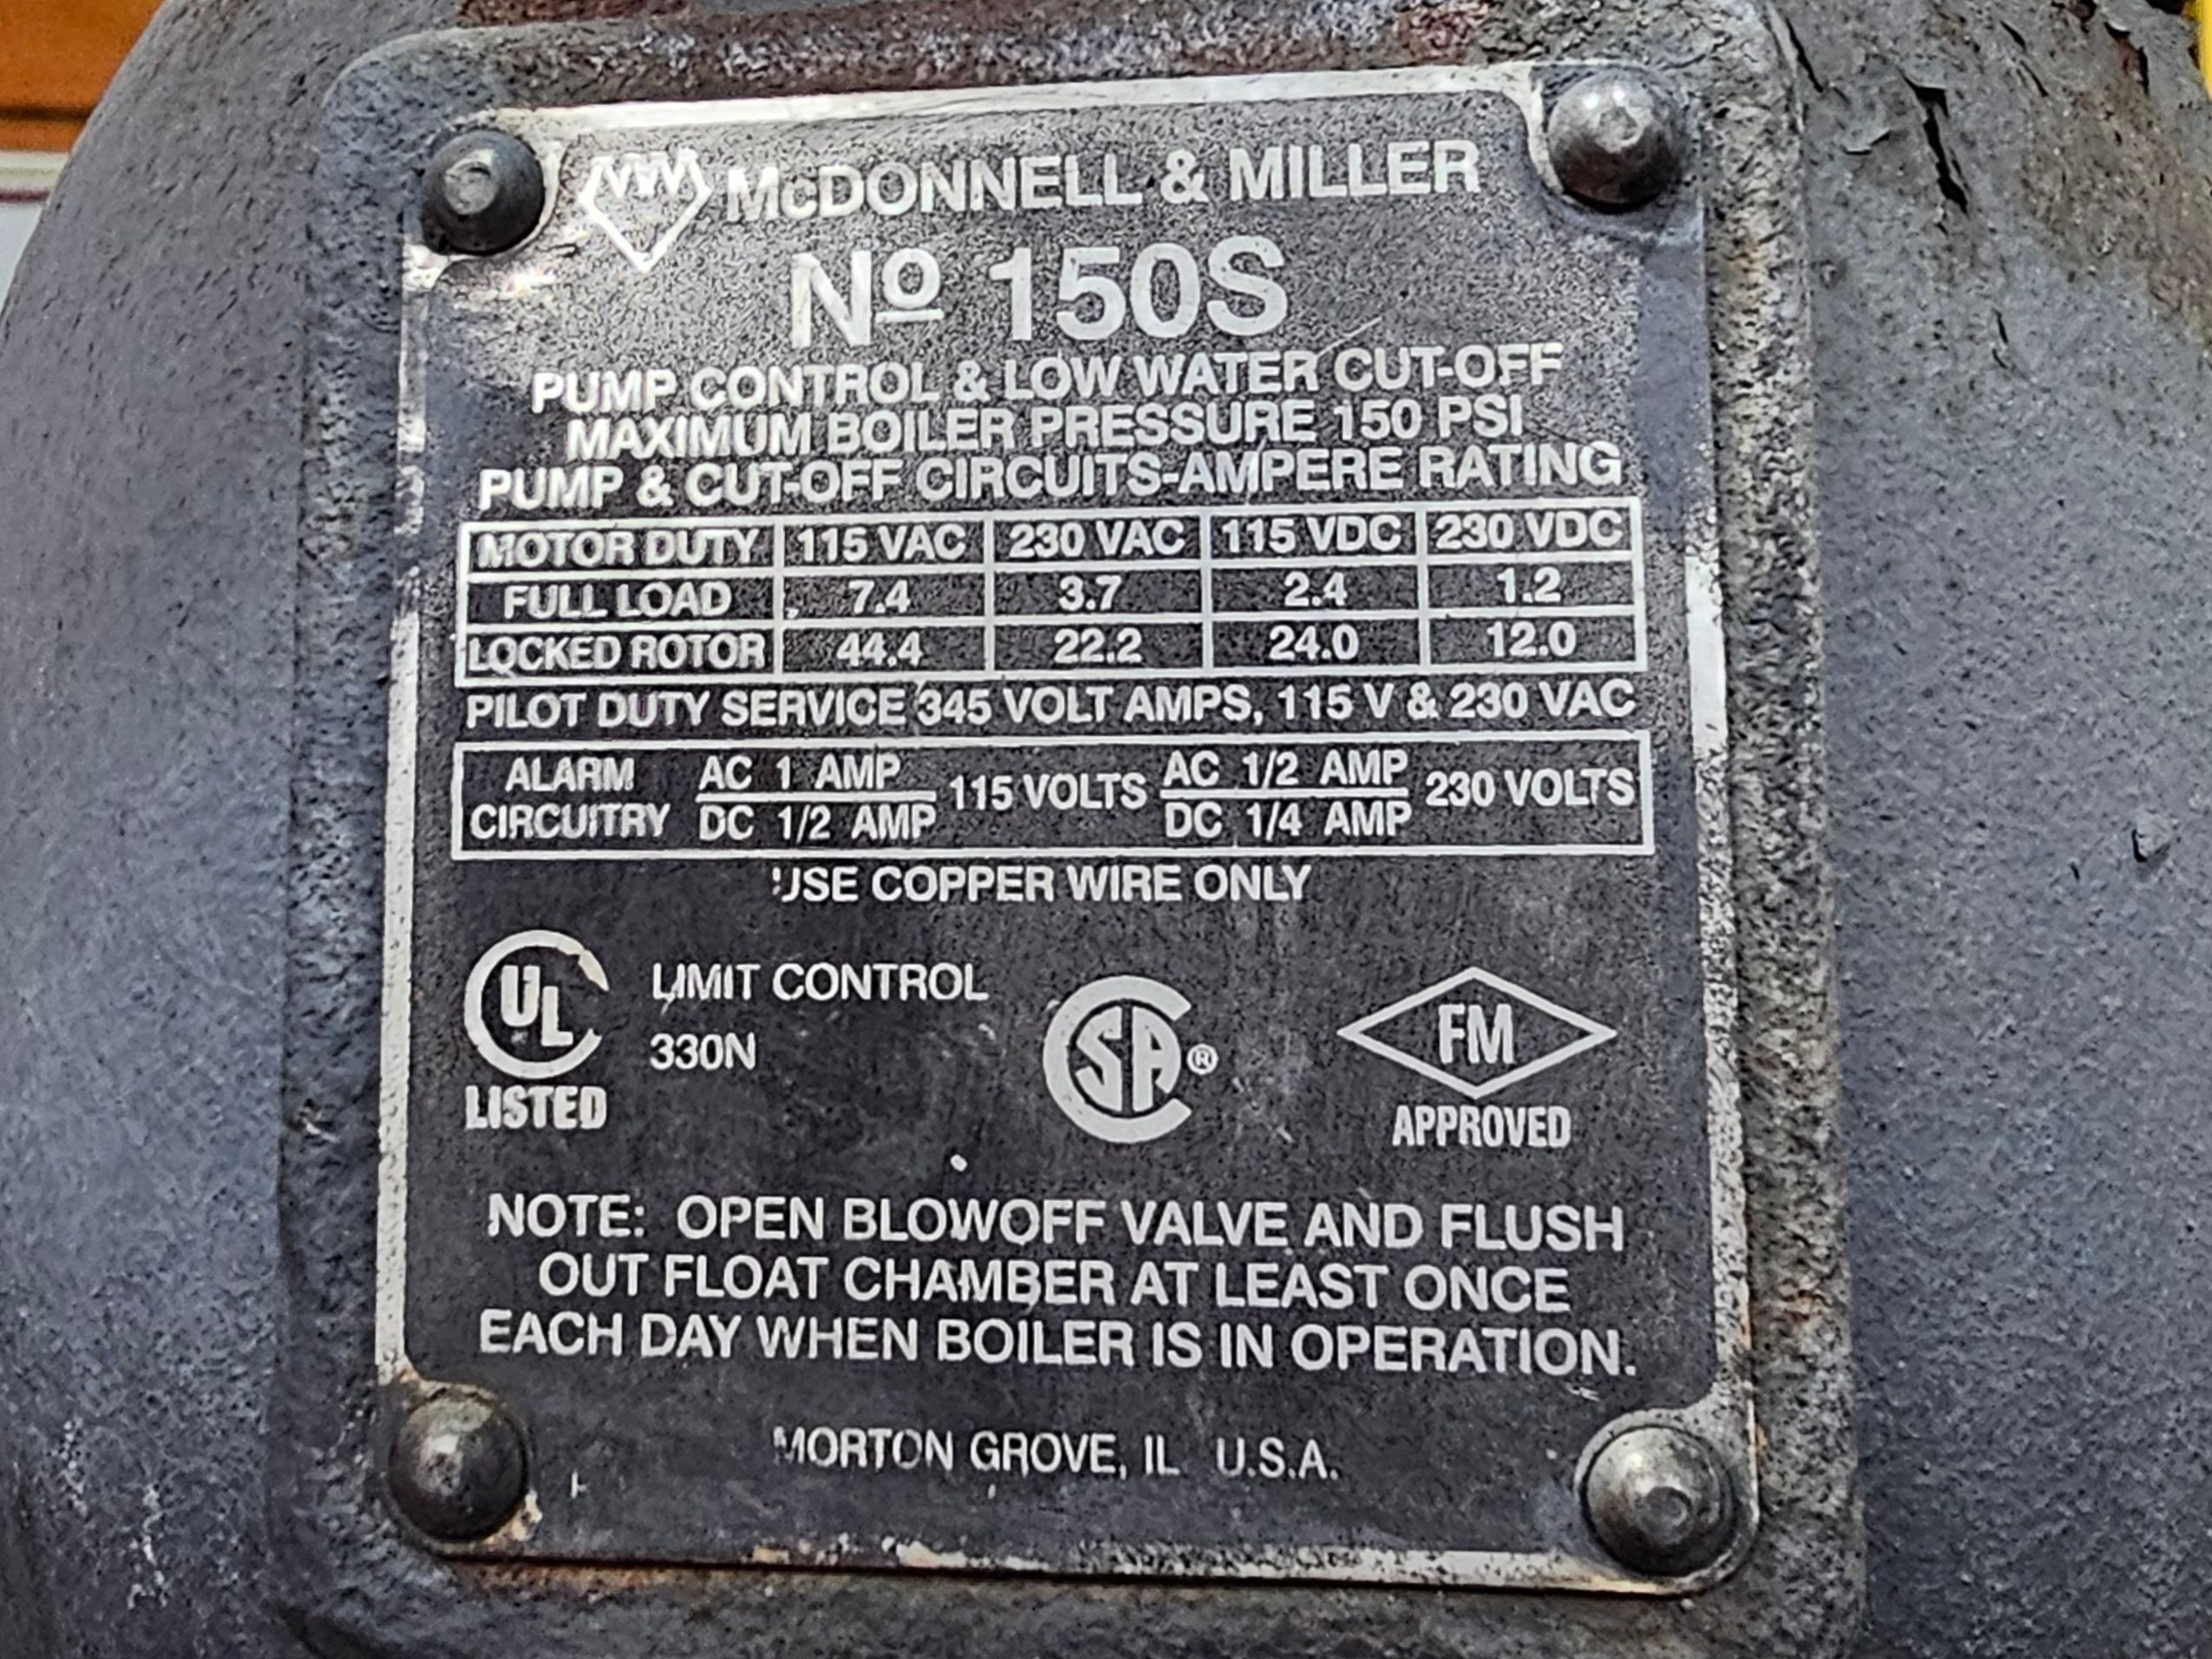 McDONNELL & MILLER
Nº 150S
PUMP CONTROL & LOW WATER CUT-OFF
MAXIMUM BOILER PRESSURE 150 PSI
PUMP & CUT-OFF CIRCUITS-AMPERE RATING
MOTOR DUTY 115 VAC 230 VAC 115 VDC 230 VDC
FULL LOAD 7.4 3.7 2.4 1.2
LOCKED ROTOR 44.4 22.2 24.0 12.0
PILOT DUTY SERVICE 345 VOLT AMPS, 115 V & 230 VAC
ALARM AC 1 AMP 115 VOLTS AC 1/2 AMP 230 VOLTS
CIRCUITRY DC 1/2 AMP DC 1/4 AMP
USE COPPER WIRE ONLY
UL LIMIT CONTROL
330N
LISTED
SA ®
FM
APPROVED
NOTE: OPEN BLOWOFF VALVE AND FLUSH
OUT FLOAT CHAMBER AT LEAST ONCE
EACH DAY WHEN BOILER IS IN OPERATION.
MORTON GROVE, IL U.S.A.